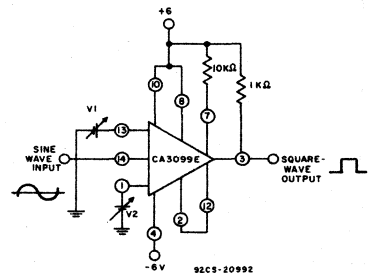 +6
10KΩ
1KΩ
10
8
7
V1
13
SINE
WAVE
INPUT
14
CA3099E
3
SQUARE-
WAVE
OUTPUT
1
V2
2
12
4
-6V
92CS-20992